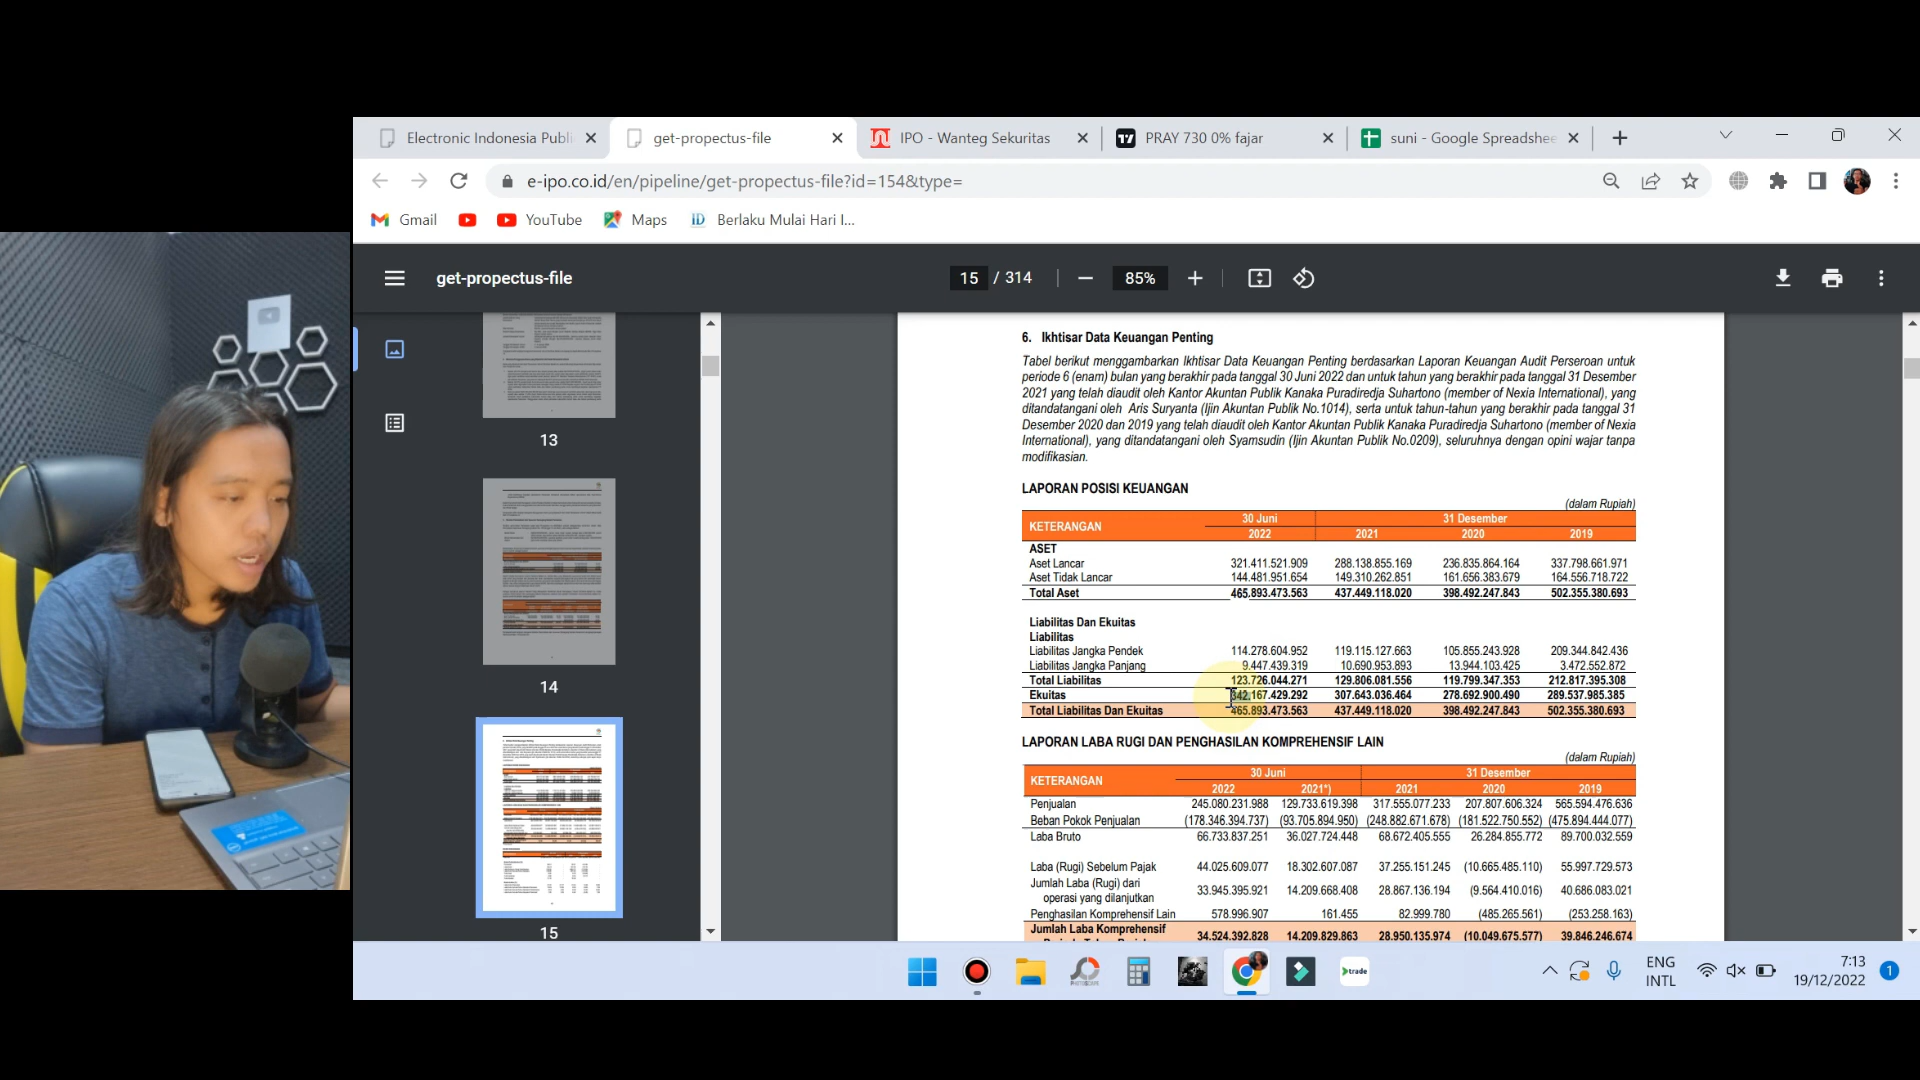 Electronic Indonesia Publi
get-propectus-file
IPO - Wanteg Sekuritas
PRAY 730 0% fajar
suni - Google Spreadshee
e-ipo.co.id/en/pipeline/get-propectus-file?id=154&type=
Gmail
YouTube
Maps
ID
Berlaku Mulai Hari I...
get-propectus-file
15 / 314
85%
13
14
15
6. Ikhtisar Data Keuangan Penting
Tabel berikut menggambarkan Ikhtisar Data Keuangan Penting berdasarkan Laporan Keuangan Audit Perseroan untuk
periode 6 (enam) bulan yang berakhir pada tanggal 30 Juni 2022 dan untuk tahun yang berakhir pada tanggal 31 Desember
2021 yang telah diaudit oleh Kantor Akuntan Publik Kanaka Puradiredja Suhartono (member of Nexia International), yang
ditandatangani oleh Aris Suryanta (Ijin Akuntan Publik No.1014), serta untuk tahun-tahun yang berakhir pada tanggal 31
Desember 2020 dan 2019 yang telah diaudit oleh Kantor Akuntan Publik Kanaka Puradiredja Suhartono (member of Nexia
International), yang ditandatangani oleh Syamsudin (Ijin Akuntan Publik No.0209), seluruhnya dengan opini wajar tanpa
modifikasian.
LAPORAN POSISI KEUANGAN
(dalam Rupiah)
KETERANGAN 30 Juni 31 Desember
2022 2021 2020 2019
ASET
Aset Lancar 321.411.521.909 288.138.855.169 236.835.864.164 337.798.661.971
Aset Tidak Lancar 144.481.951.654 149.310.262.851 161.656.383.679 164.556.718.722
Total Aset 465.893.473.563 437.449.118.020 398.492.247.843 502.355.380.693
Liabilitas Dan Ekuitas
Liabilitas
Liabilitas Jangka Pendek 114.278.604.952 119.115.127.663 105.855.243.928 209.344.842.436
Liabilitas Jangka Panjang 9.447.439.319 10.690.953.893 13.944.103.425 3.472.552.872
Total Liabilitas 123.726.044.271 129.806.081.556 119.799.347.353 212.817.395.308
Ekuitas 342.167.429.292 307.643.036.464 278.692.900.490 289.537.985.385
Total Liabilitas Dan Ekuitas 465.893.473.563 437.449.118.020 398.492.247.843 502.355.380.693
LAPORAN LABA RUGI DAN PENGHASILAN KOMPREHENSIF LAIN
(dalam Rupiah)
KETERANGAN 30 Juni 31 Desember
2022 2021*) 2021 2020 2019
Penjualan 245.080.231.988 129.733.619.398 317.555.077.233 207.807.606.324 565.594.476.636
Beban Pokok Penjualan (178.346.394.737) (93.705.894.950) (248.882.671.678) (181.522.750.552) (475.894.444.077)
Laba Bruto 66.733.837.251 36.027.724.448 68.672.405.555 26.284.855.772 89.700.032.559
Laba (Rugi) Sebelum Pajak 44.025.609.077 18.302.607.087 37.255.151.245 (10.665.485.110) 55.997.729.573
Jumlah Laba (Rugi) dari
operasi yang dilanjutkan 33.945.395.921 14.209.668.408 28.867.136.194 (9.564.410.016) 40.686.083.021
Penghasilan Komprehensif Lain 578.996.907 161.455 82.999.780 (485.265.561) (253.258.163)
Jumlah Laba Komprehensif 34.524.392.828 14.209.829.863 28.950.135.974 (10.049.675.577) 39.846.246.674
trade
ENG
INTL
7:13
19/12/2022
1